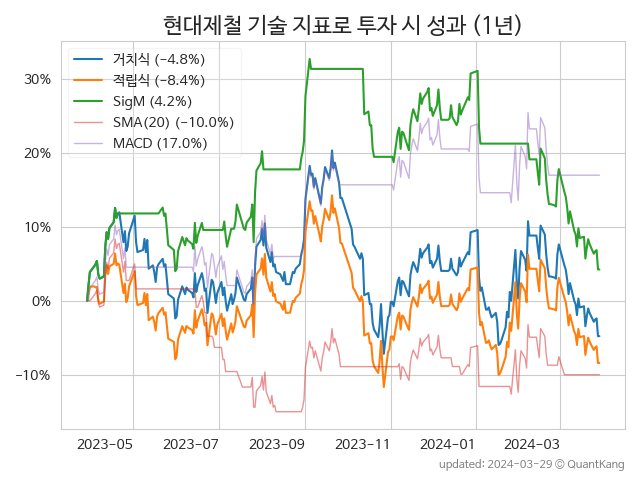 현대제철 기술 지표로 투자 시 성과 (1년)
거치식 (−4.8%)
적립식 (−8.4%)
SigM (4.2%)
SMA(20) (−10.0%)
MACD (17.0%)
30%
20%
10%
0%
−10%
2023−05 2023−07 2023−09 2023−11 2024−01 2024−03
updated: 2024−03−29 © QuantKang